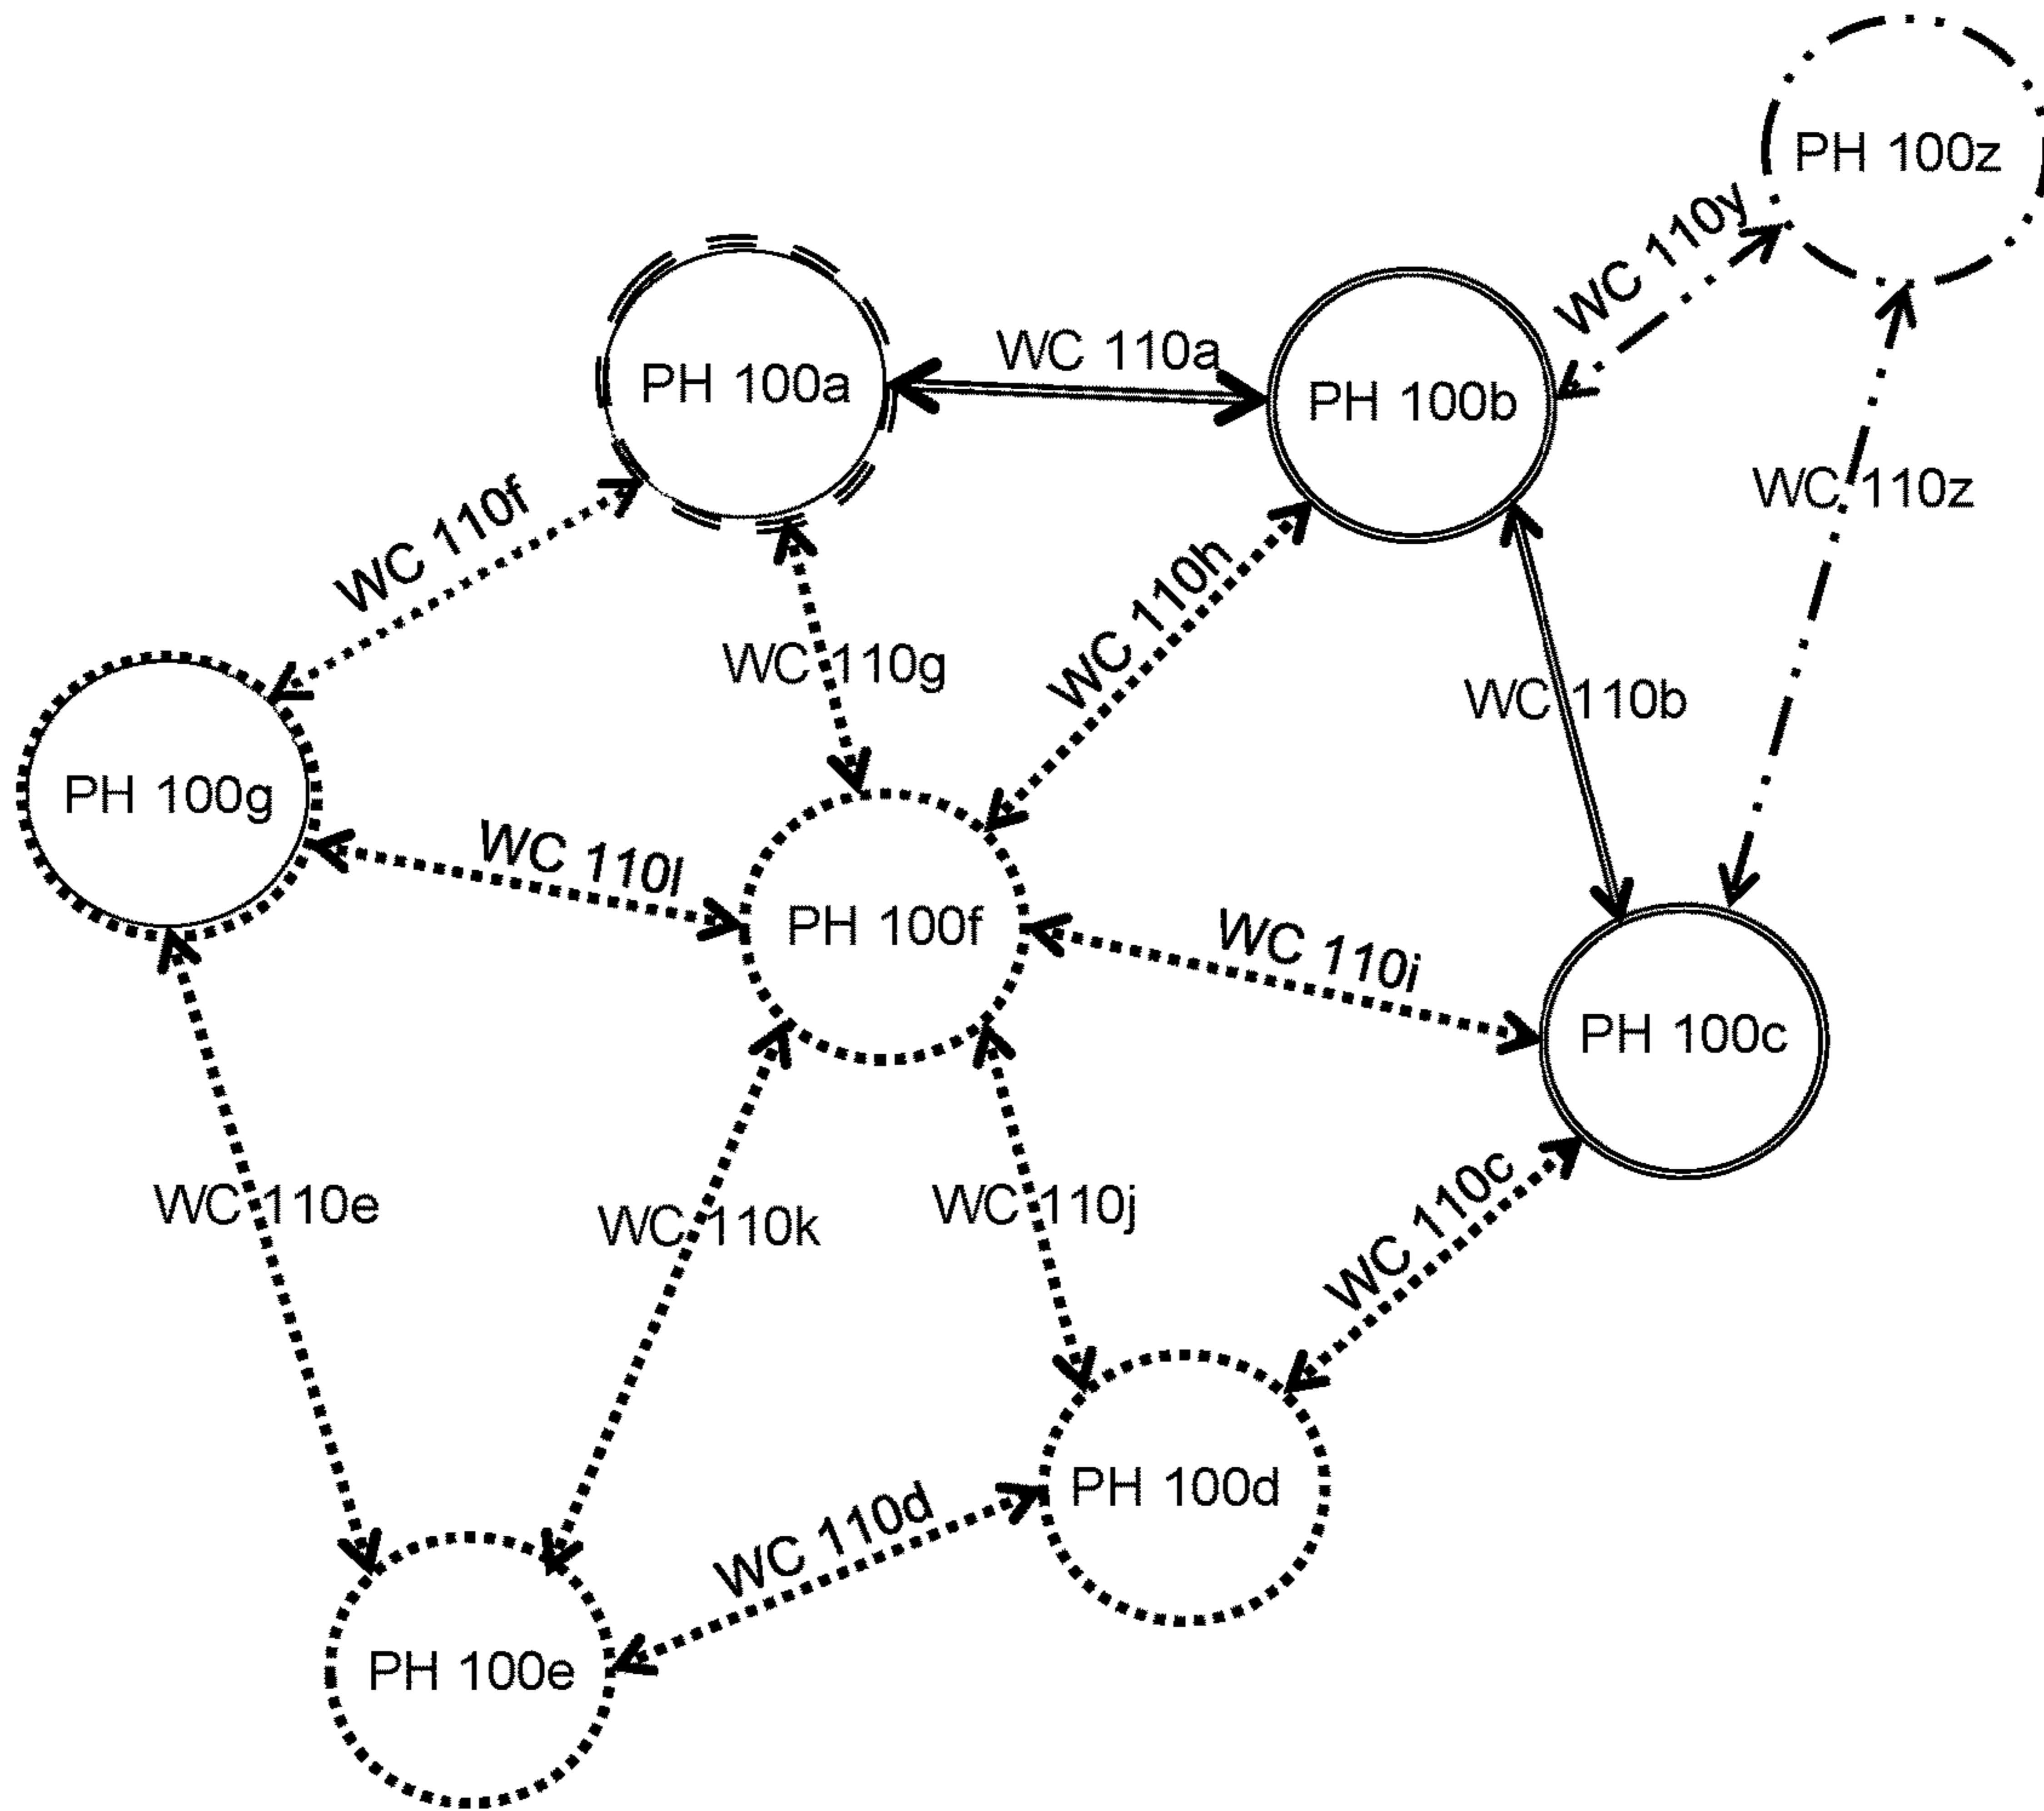 PH 100z
WC 110y
WC 110a
PH 100a
PH 100b
WC 110z
WC 110f
WC 110h
WC 110g
WC 110b
PH 100g
WC 110l
PH 100f
WC 110i
PH 100c
WC 110e
WC 110k
WC 110j
WC 110c
PH 100d
WC 110d
PH 100e